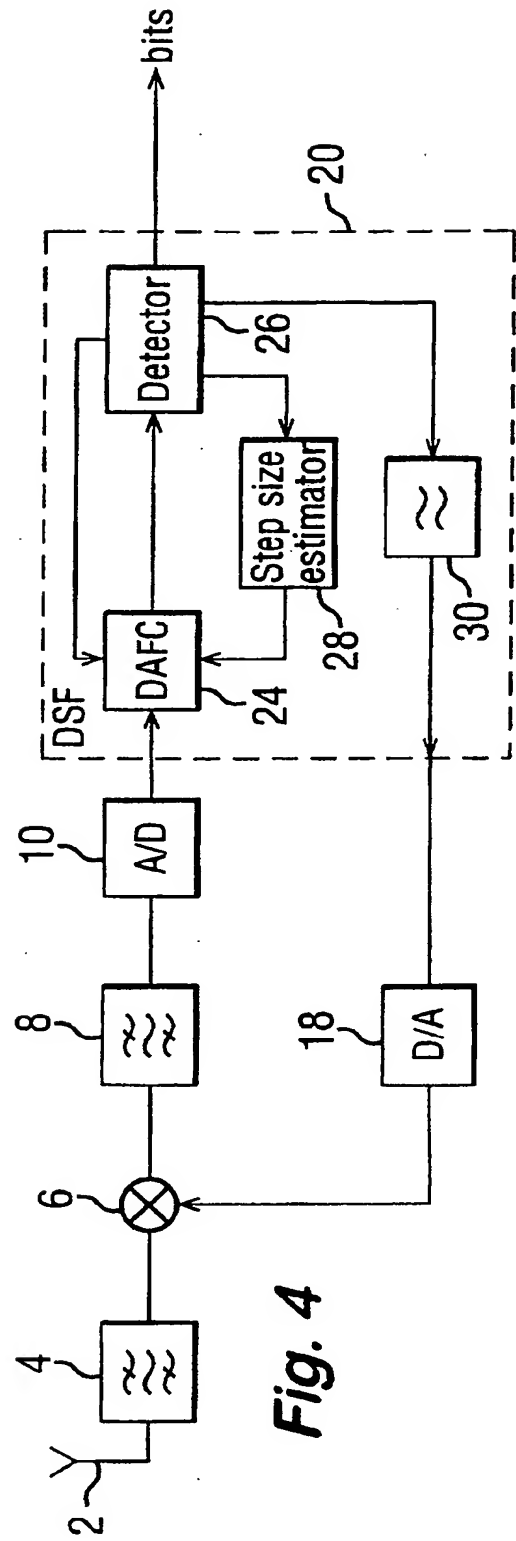 2
4
6
8
10
A/D
DSF
DAFC
24
Detector
26
bits
20
Step size
estimator
28
30
18
D/A
Fig. 4